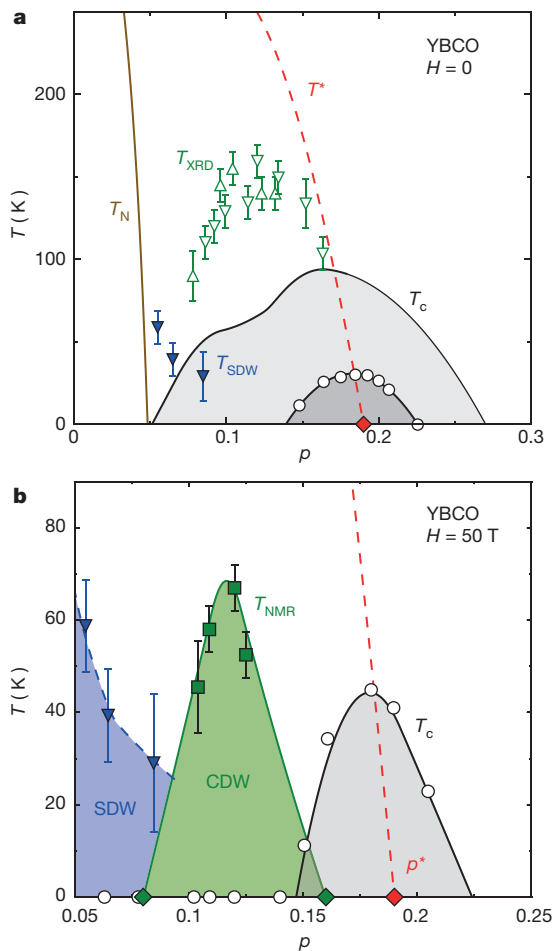 a
YBCO
H = 0
T*
T_XRD
T_N
T_c
T_SDW
T (K)
200
100
0
0
0.1
0.2
0.3
p
b
YBCO
H = 50 T
T_NMR
T_c
SDW
CDW
p*
T (K)
80
60
40
20
0
0.05
0.1
0.15
0.2
0.25
p